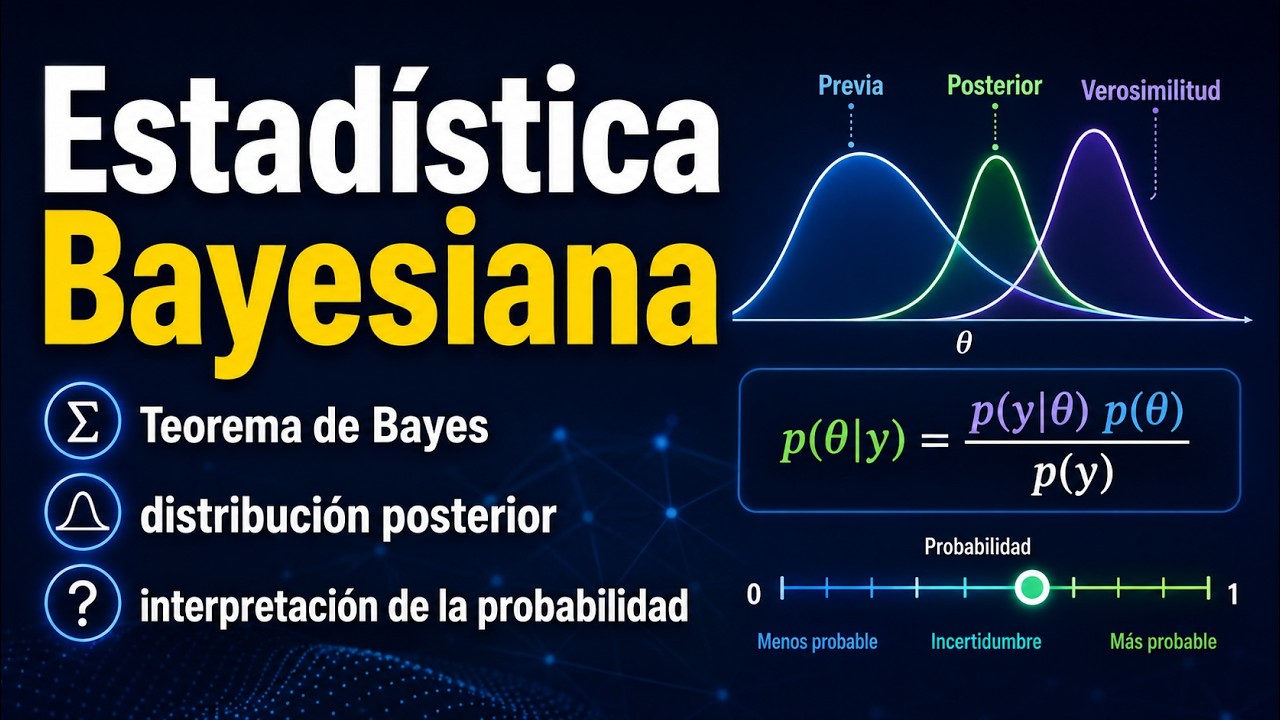 Estadística
Bayesiana
Σ Teorema de Bayes
distribución posterior
? interpretación de la probabilidad
Previa Posterior Verosimilitud
θ
p(θ|y) = p(y|θ) p(θ)
p(y)
Probabilidad
0 1
Menos probable Incertidumbre Más probable